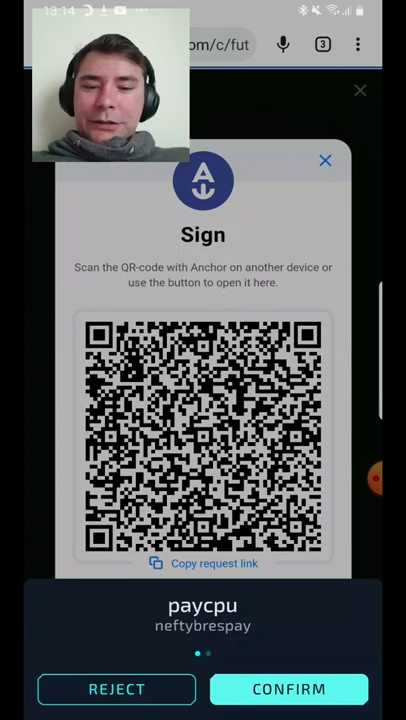 13:14
om/c/fut
3
Sign
Scan the QR-code with Anchor on another device or
use the button to open it here.
Copy request link
paycpu
neftybrespay
REJECT
CONFIRM